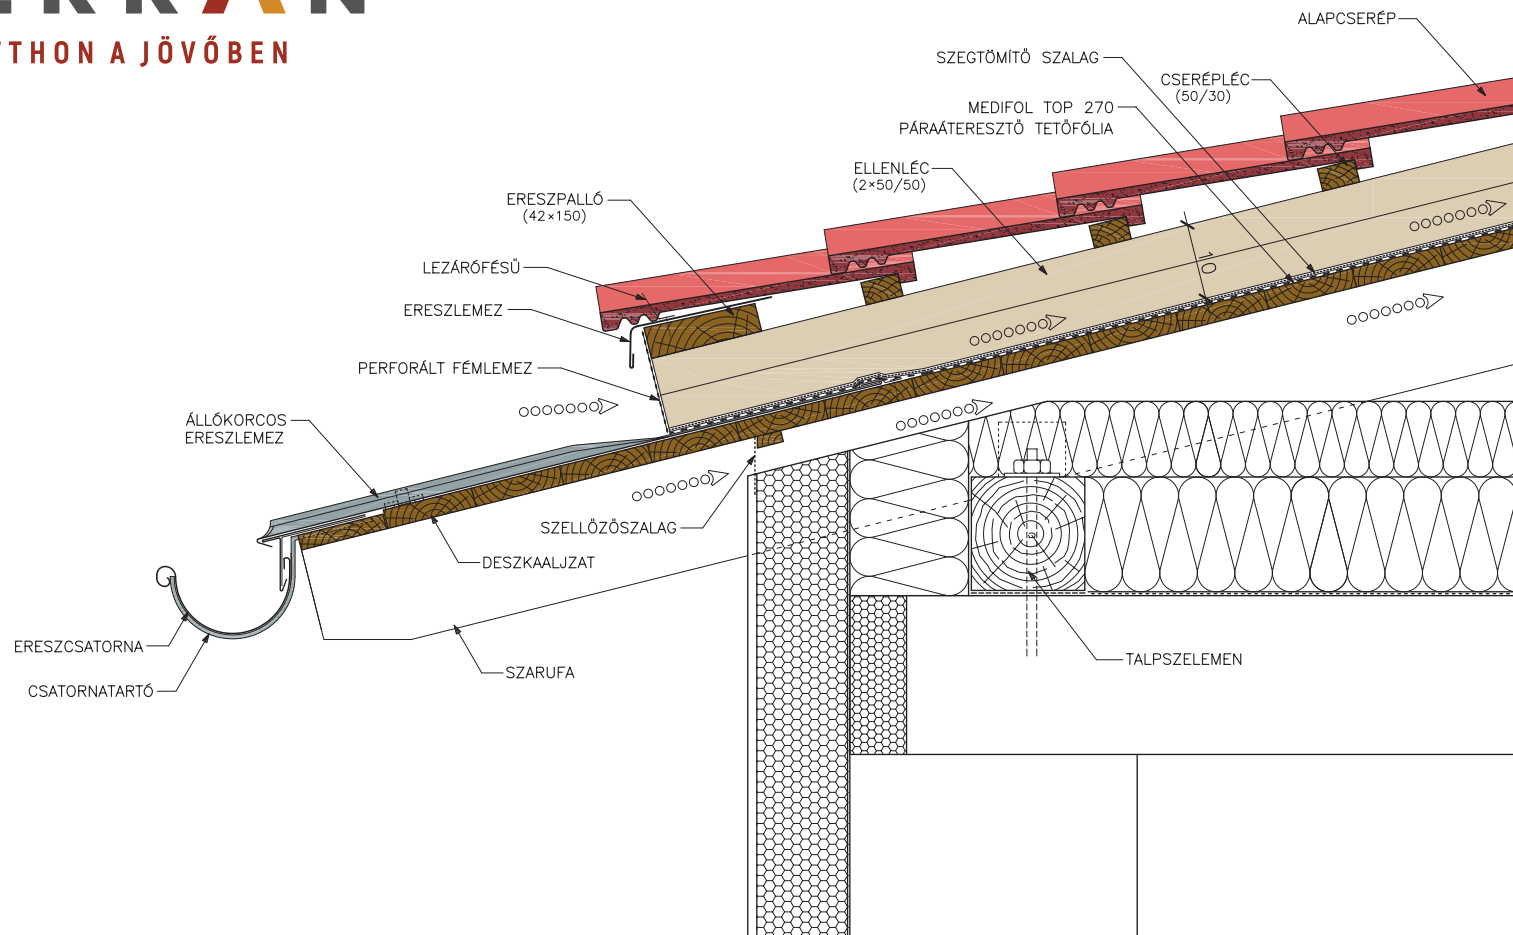 OTTHON A JÖVŐBEN
ALAPCSERÉP
SZEGTÖMÍTŐ SZALAG
CSERÉPLÉC
(50/30)
MEDIFOL TOP 270
PÁRAÁTERESZTŐ TETŐFÓLIA
ELLENLÉC
(2×50/50)
ERESZPALLÓ
(42×150)
LEZÁRÓFÉSŰ
ERESZLEMEZ
10
PERFORÁLT FÉMLEMEZ
ÁLLÓKORCOS
ERESZLEMEZ
SZELLŐZŐSZALAG
DESZKAALJZAT
ERESZCSATORNA
CSATORNATARTÓ
SZARUFA
TALPSZELEMEN